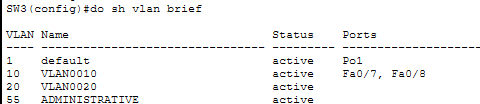 SW3(config)#do sh vlan brief
VLAN Name                             Status    Ports
---- -------------------------------- --------- -------------------------------
1    default                          active    Po1
10   VLAN0010                         active    Fa0/7, Fa0/8
20   VLAN0020                         active
55   ADMINISTRATIVE                   active